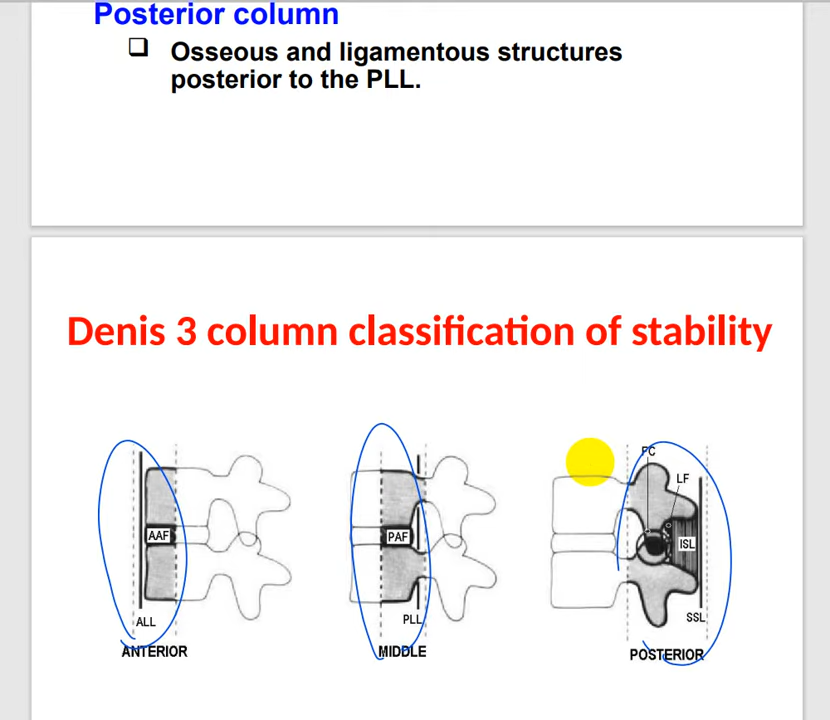 Posterior column
Osseous and ligamentous structures
posterior to the PLL.
Denis 3 column classification of stability
FC
LF
AAF
PAF
ISL
ALL
PLL
SSL
ANTERIOR
MIDDLE
POSTERIOR